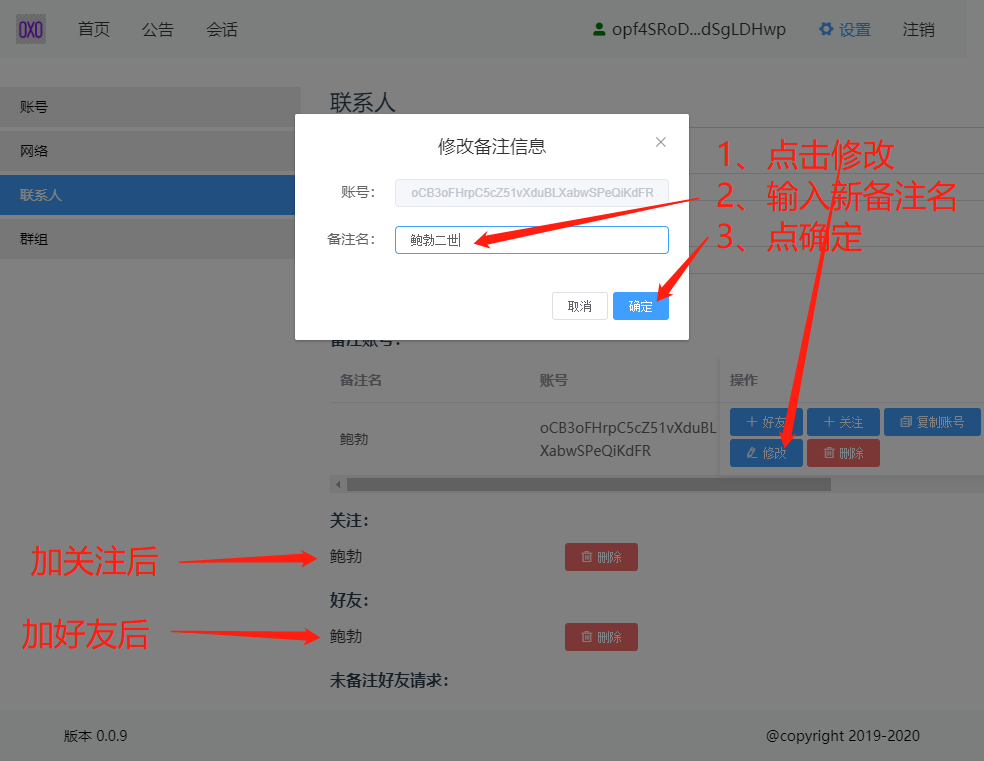 OXO 首页 公告 会话 opf4SRoD...dSgLDHwp 设置 注销
账号
网络
联系人
群组
联系人
修改备注信息
账号： oCB3oFHrpC5cZ51vXduBLXabwSPeQiKdFR
备注名： 鲍勃二世
取消 确定
1、点击修改
2、输入新备注名
3、点确定
备注账号：
备注名 账号 操作
鲍勃
oCB3oFHrpC5cZ51vXduBL
XabwSPeQiKdFR
好友 关注 复制账号
修改 删除
关注：
加关注后
鲍勃 删除
好友：
加好友后
鲍勃 删除
未备注好友请求：
版本 0.0.9
@copyright 2019-2020